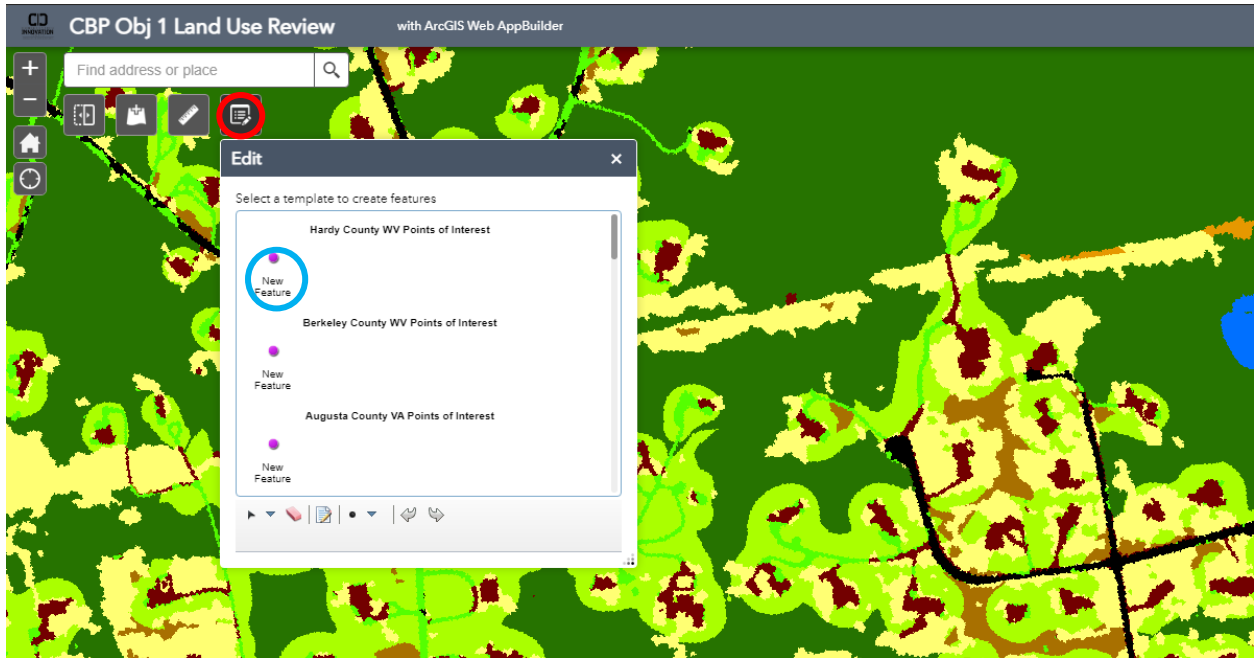 CBP Obj 1 Land Use Review
with ArcGIS Web AppBuilder
INNOVATION
Find address or place
Edit
Select a template to create features
Hardy County WV Points of Interest
New
Feature
Berkeley County WV Points of Interest
New
Feature
Augusta County VA Points of Interest
New
Feature